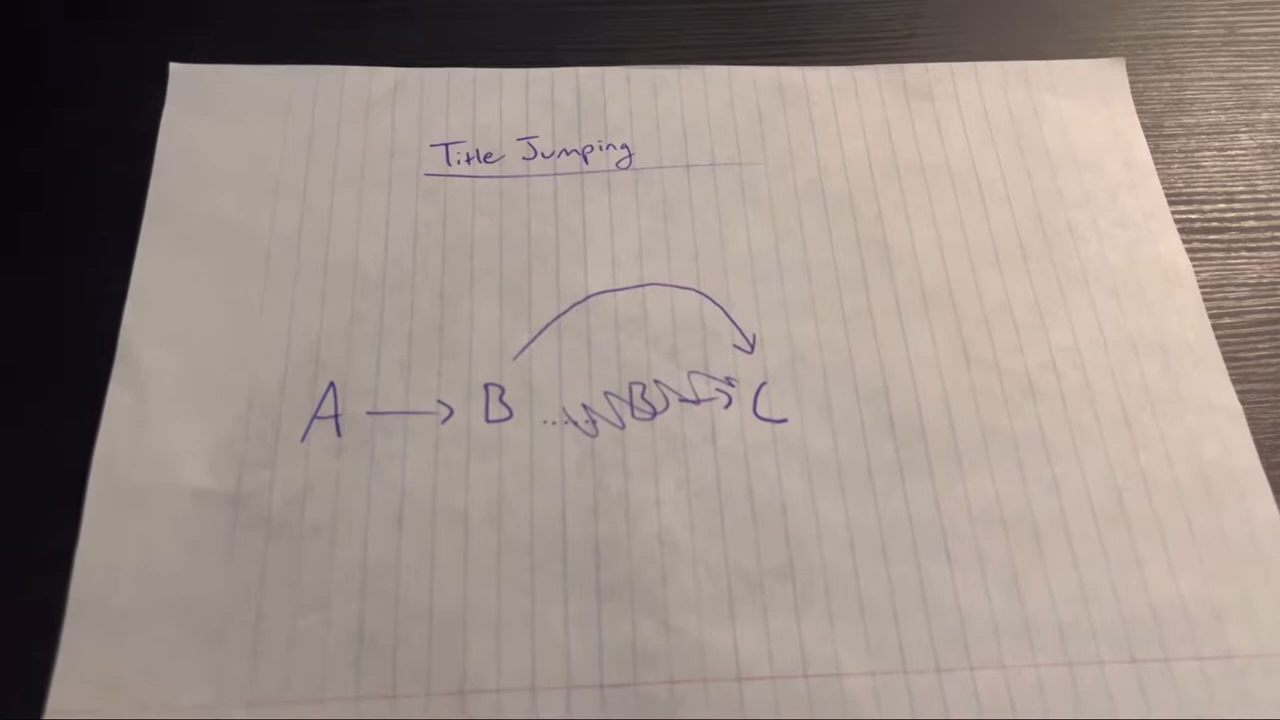 Title Jumping
A → B ... B → C